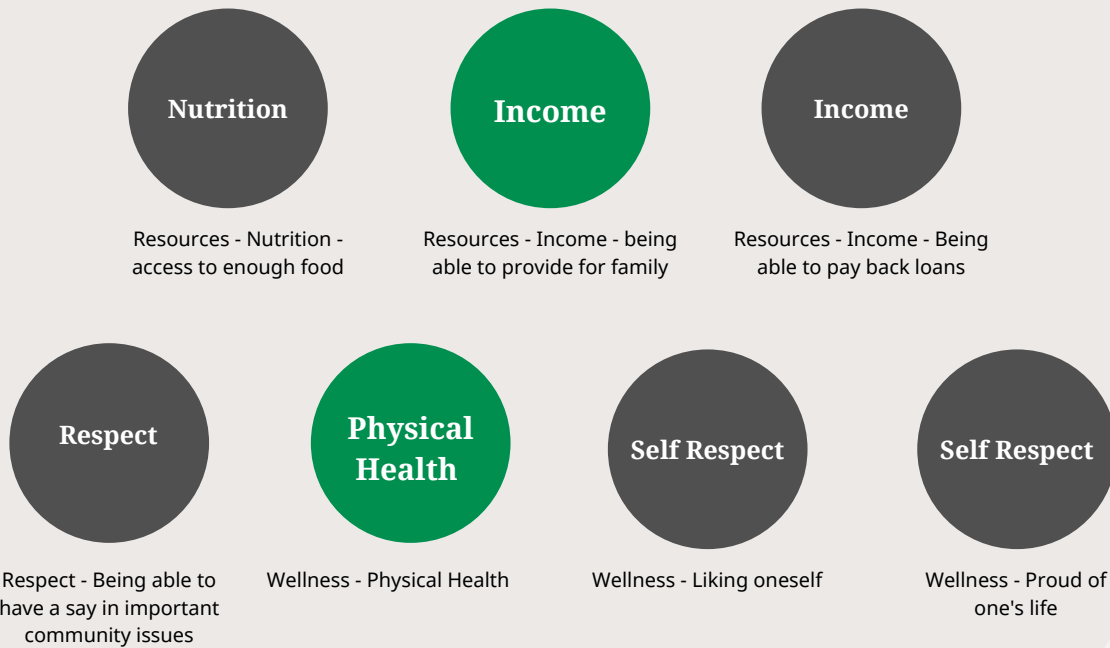 Nutrition
Income
Income
Resources - Nutrition -
access to enough food
Resources - Income - being
able to provide for family
Resources - Income - Being
able to pay back loans
Respect
Physical
Health
Self Respect
Self Respect
Respect - Being able to
have a say in important
community issues
Wellness - Physical Health
Wellness - Liking oneself
Wellness - Proud of
one's life